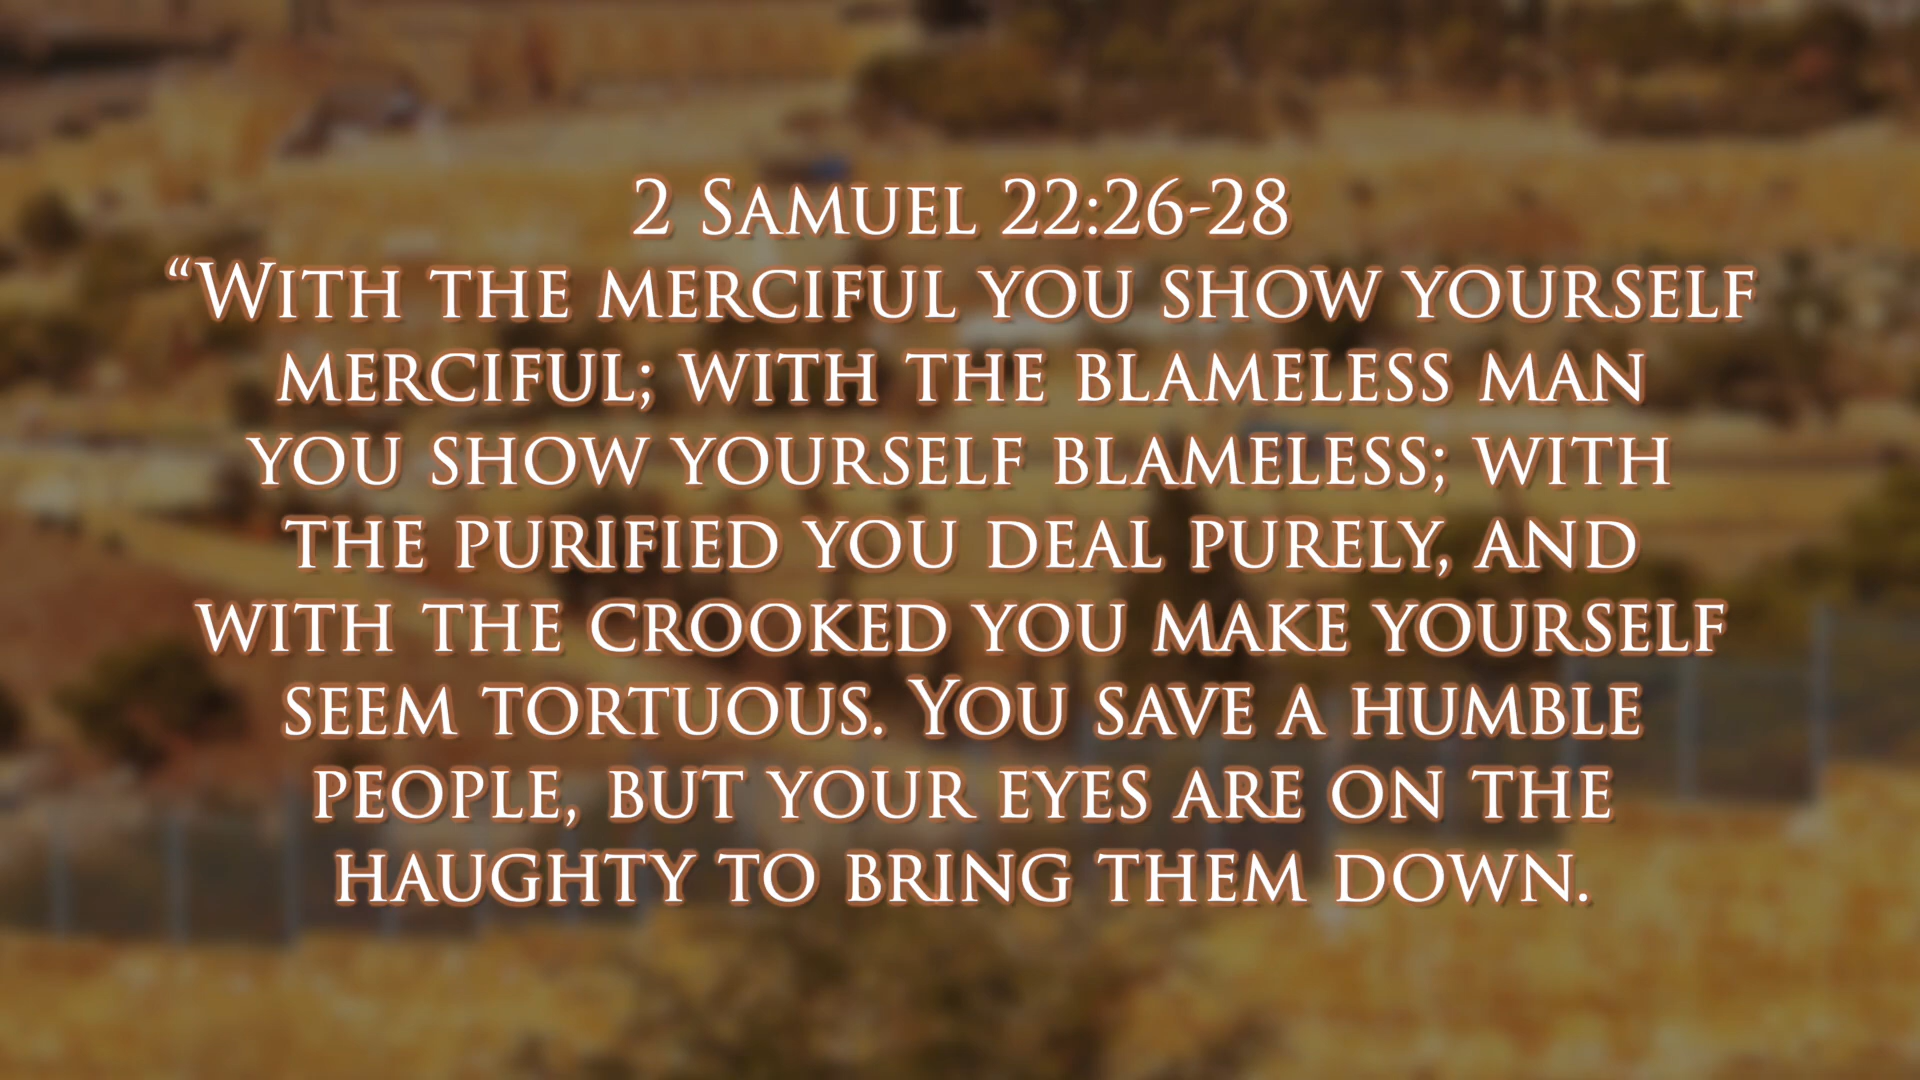 2 Samuel 22:26-28
“With the merciful you show yourself
merciful; with the blameless man
you show yourself blameless; with
the purified you deal purely, and
with the crooked you make yourself
seem tortuous. You save a humble
people, but your eyes are on the
haughty to bring them down.